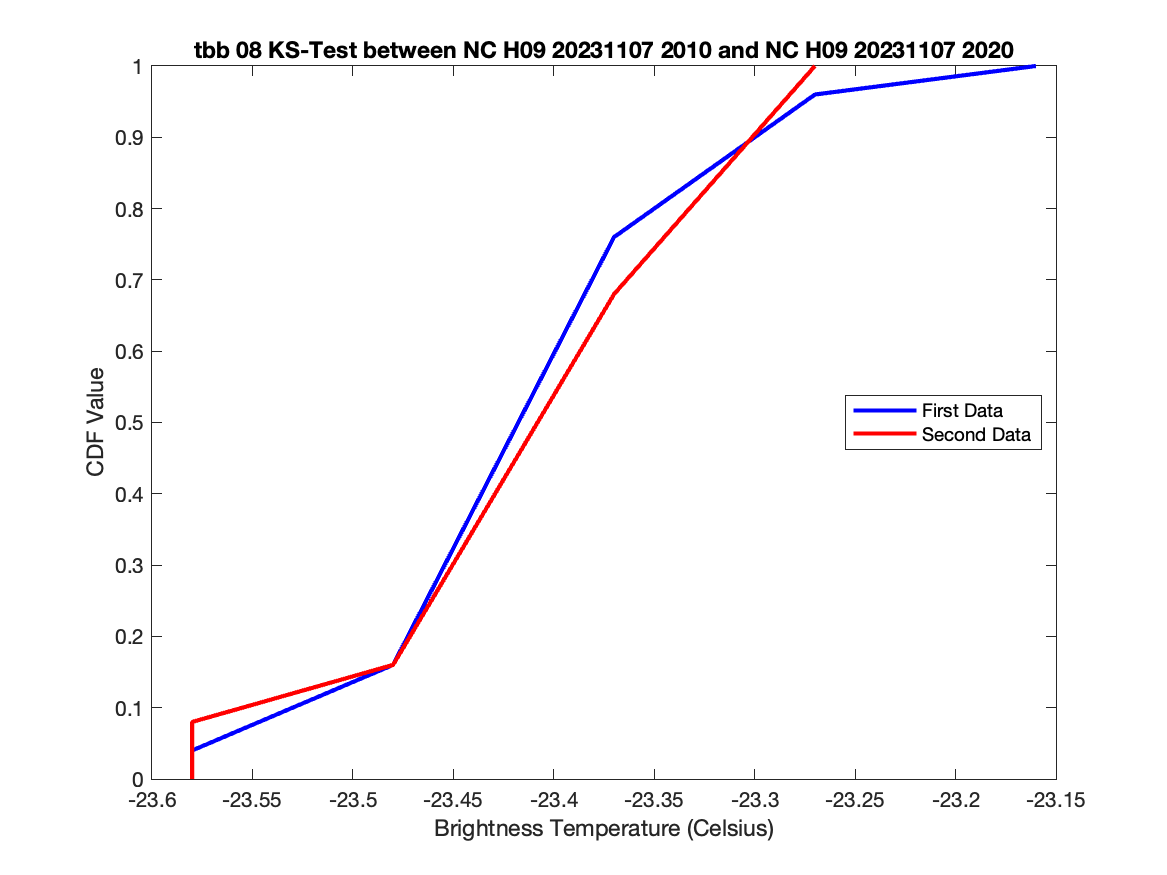 tbb 08 KS-Test between NC H09 20231107 2010 and NC H09 20231107 2020
1
0.9
0.8
0.7
0.6
0.5
0.4
0.3
0.2
0.1
0
CDF Value
First Data
Second Data
-23.6 -23.55 -23.5 -23.45 -23.4 -23.35 -23.3 -23.25 -23.2 -23.15
Brightness Temperature (Celsius)